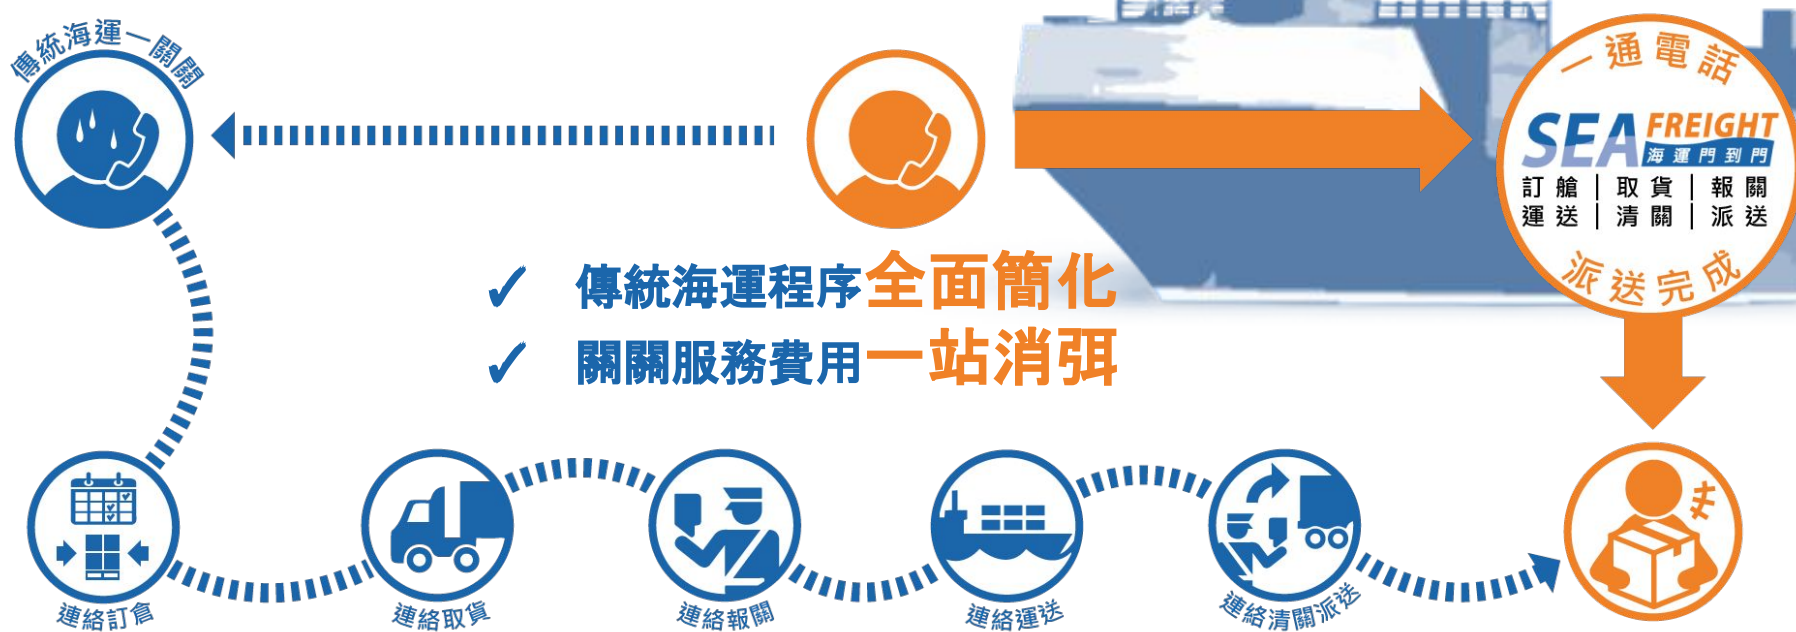 傳統海運一關關
一通電話
SEA FREIGHT
海運門到門
訂艙｜取貨｜報關
運送｜清關｜派送
派送完成
✓ 傳統海運程序全面簡化
✓ 關關服務費用一站消弭
連絡訂倉
連絡取貨
連絡報關
連絡運送
連絡清關派送